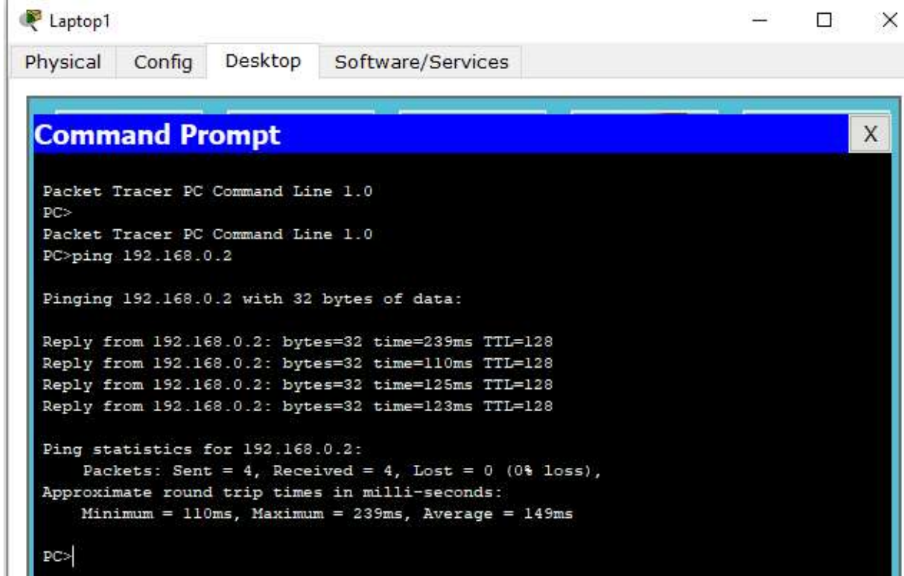 Laptop1
Physical Config Desktop Software/Services
Command Prompt X
Packet Tracer PC Command Line 1.0
PC>
Packet Tracer PC Command Line 1.0
PC>ping 192.168.0.2
Pinging 192.168.0.2 with 32 bytes of data:
Reply from 192.168.0.2: bytes=32 time=239ms TTL=128
Reply from 192.168.0.2: bytes=32 time=110ms TTL=128
Reply from 192.168.0.2: bytes=32 time=125ms TTL=128
Reply from 192.168.0.2: bytes=32 time=123ms TTL=128
Ping statistics for 192.168.0.2:
Packets: Sent = 4, Received = 4, Lost = 0 (0% loss),
Approximate round trip times in milli-seconds:
Minimum = 110ms, Maximum = 239ms, Average = 149ms
PC>